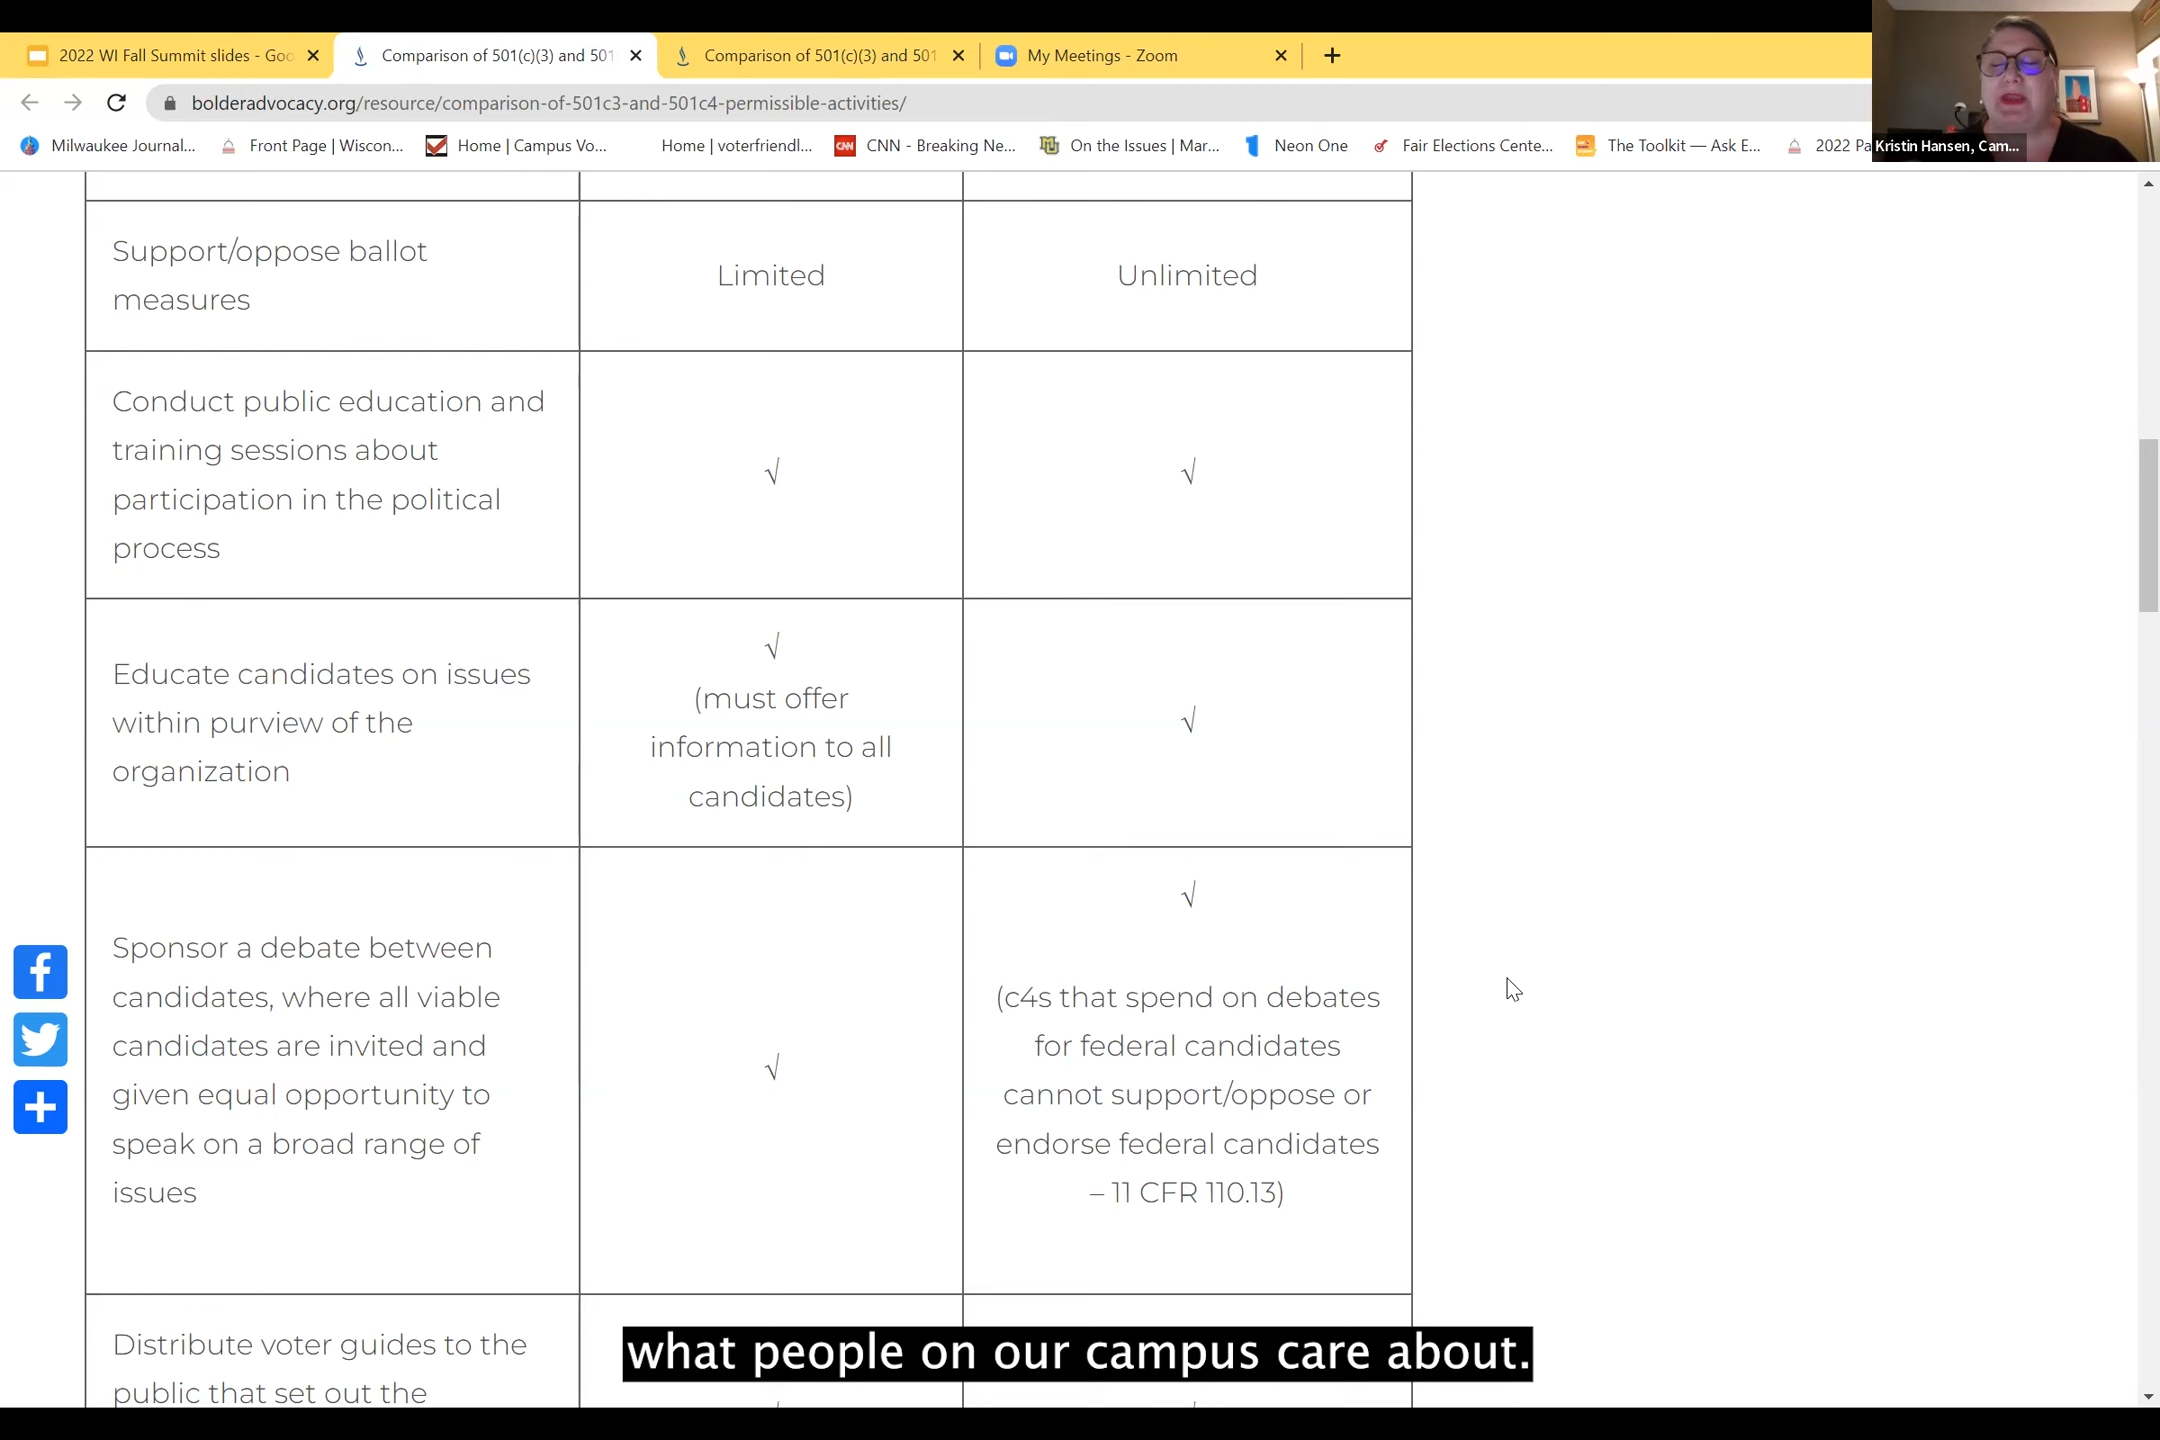 2022 WI Fall Summit slides - Goo
Comparison of 501(c)(3) and 501
Comparison of 501(c)(3) and 501
My Meetings - Zoom
bolderadvocacy.org/resource/comparison-of-501c3-and-501c4-permissible-activities/
Milwaukee Journal...
Front Page | Wiscon...
Home | Campus Vo...
Home | voterfriendl...
CNN
CNN - Breaking Ne...
On the Issues | Mar...
Neon One
Fair Elections Cente...
The Toolkit — Ask E...
2022 Pa
Kristin Hansen, Cam...
Support/oppose ballot
measures
Limited
Unlimited
Conduct public education and
training sessions about
participation in the political
process
√
√
Educate candidates on issues
within purview of the
organization
√
(must offer
information to all
candidates)
√
Sponsor a debate between
candidates, where all viable
candidates are invited and
given equal opportunity to
speak on a broad range of
issues
√
√
(c4s that spend on debates
for federal candidates
cannot support/oppose or
endorse federal candidates
– 11 CFR 110.13)
Distribute voter guides to the
public that set out the
what people on our campus care about.